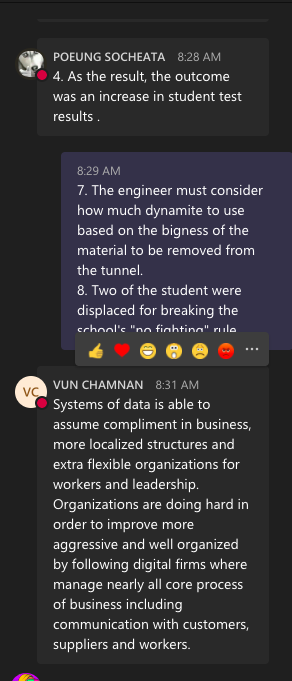 POEUNG SOCHEATA 8:28 AM
4. As the result, the outcome
was an increase in student test
results .
8:29 AM
7. The engineer must consider
how much dynamite to use
based on the bigness of the
material to be removed from
the tunnel.
8. Two of the student were
displaced for breaking the
school's "no fighting" rule
VC
VUN CHAMNAN 8:31 AM
Systems of data is able to
assume compliment in business,
more localized structures and
extra flexible organizations for
workers and leadership.
Organizations are doing hard in
order to improve more
aggressive and well organized
by following digital firms where
manage nearly all core process
of business including
communication with customers,
suppliers and workers.